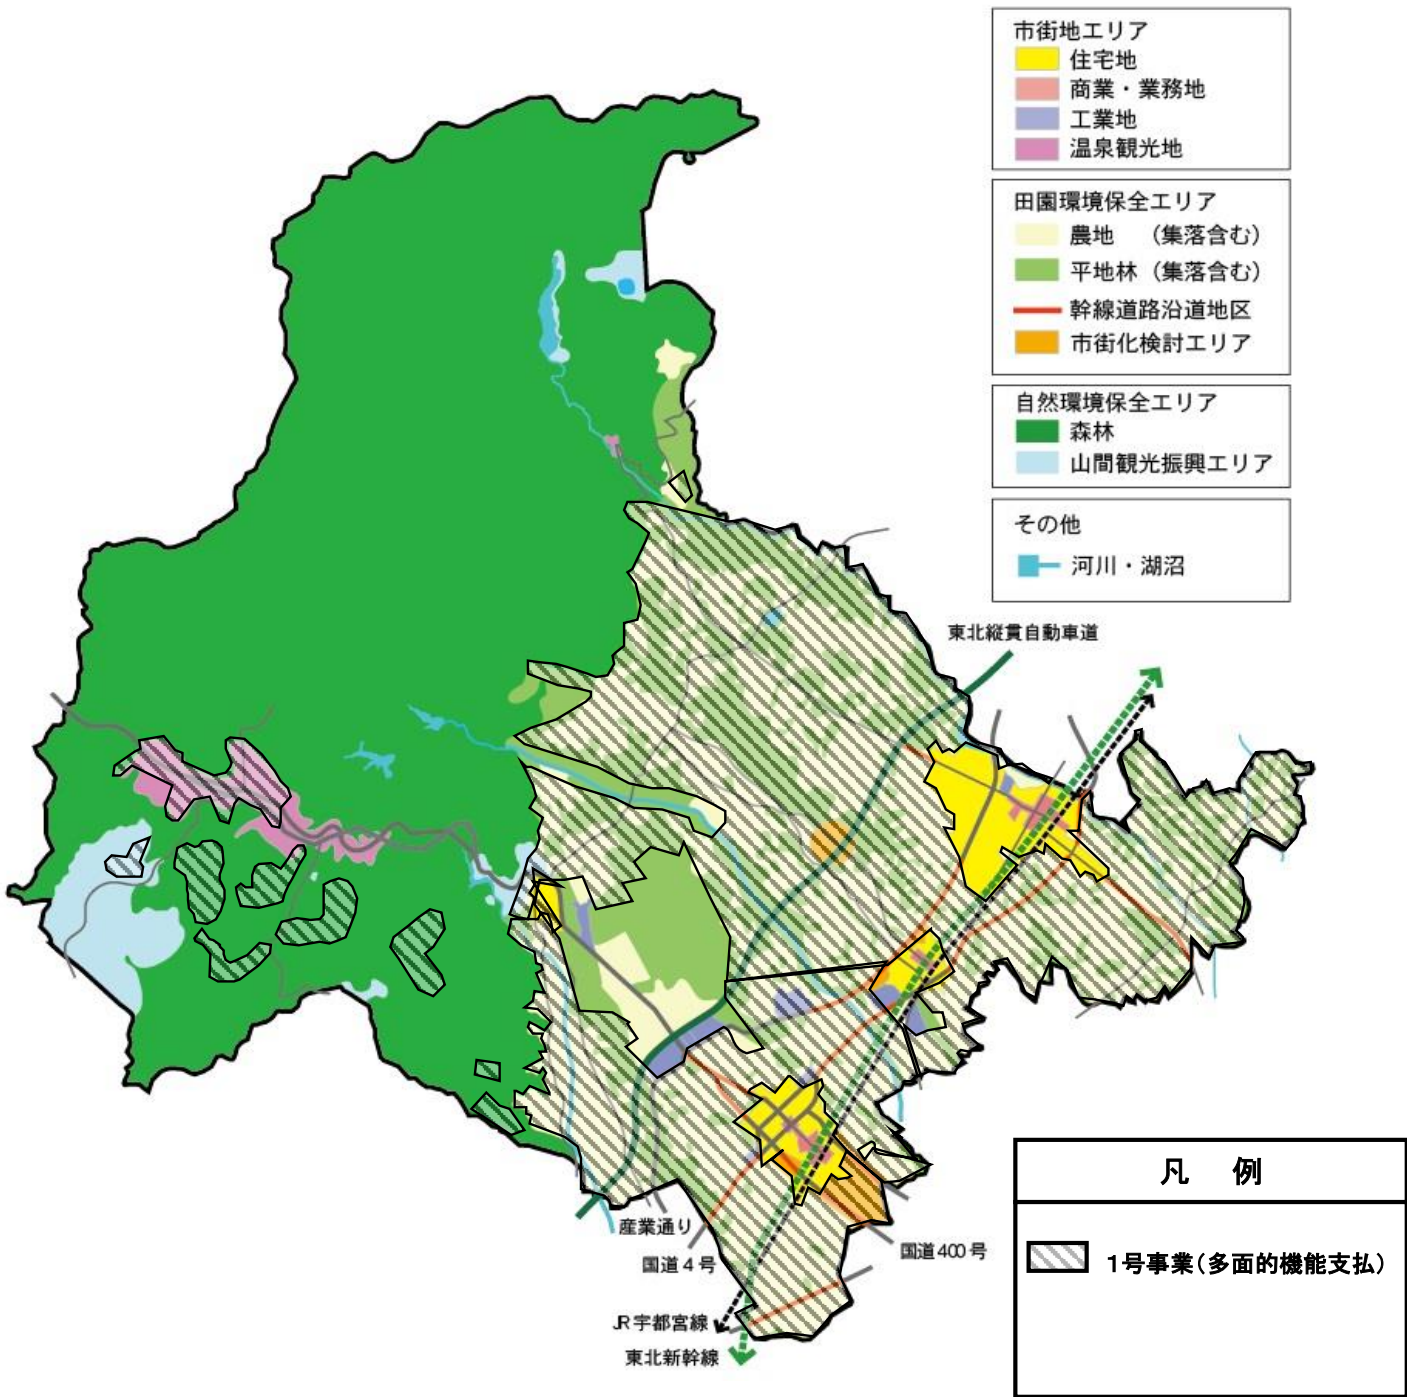 市街地エリア
住宅地
商業・業務地
工業地
温泉観光地
田園環境保全エリア
農地　（集落含む）
平地林（集落含む）
幹線道路沿道地区
市街化検討エリア
自然環境保全エリア
森林
山間観光振興エリア
その他
河川・湖沼
東北縦貫自動車道
産業通り
国道４号
国道400号
JR宇都宮線
東北新幹線
凡　例
1号事業（多面的機能支払）